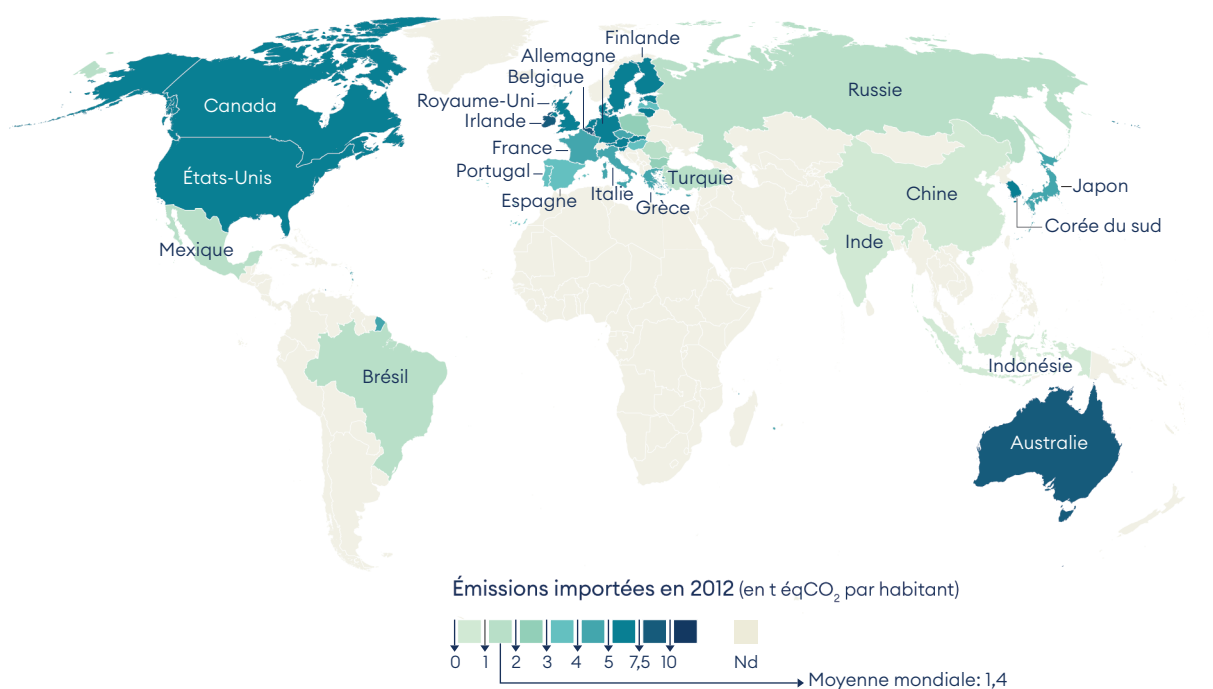 Finlande
Allemagne
Belgique
Royaume-Uni
Irlande
France
Portugal
Espagne
Italie
Grèce
Turquie
Canada
États-Unis
Mexique
Brésil
Russie
Chine
Inde
Japon
Corée du sud
Indonésie
Australie
Émissions importées en 2012 (en t éqCO₂ par habitant)
0 1 2 3 4 5 7,5 10 Nd
Moyenne mondiale: 1,4